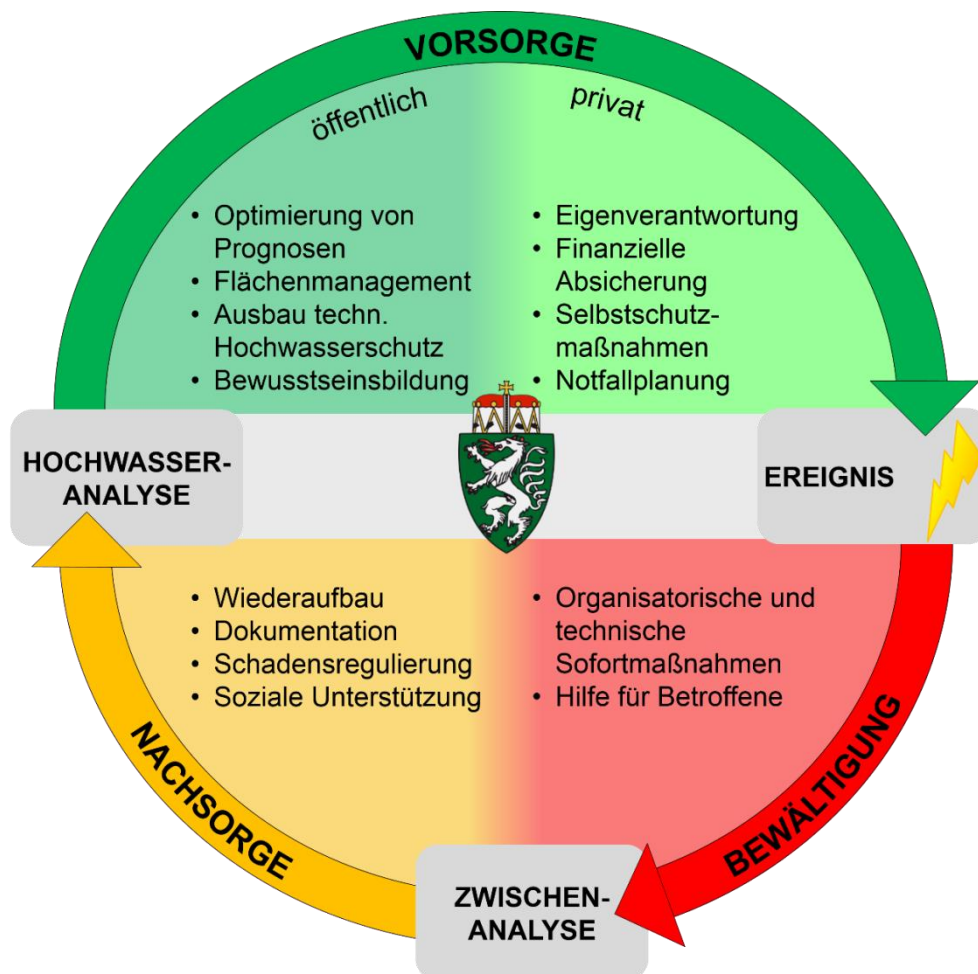 VORSORGE
öffentlich
privat
• Optimierung von
Prognosen
• Flächenmanagement
• Ausbau techn.
Hochwasserschutz
• Bewusstseinsbildung
• Eigenverantwortung
• Finanzielle
Absicherung
• Selbstschutz-
maßnahmen
• Notfallplanung
HOCHWASSER-
ANALYSE
EREIGNIS
• Wiederaufbau
• Dokumentation
• Schadensregulierung
• Soziale Unterstützung
• Organisatorische und
technische
Sofortmaßnahmen
• Hilfe für Betroffene
NACHSORGE
BEWÄLTIGUNG
ZWISCHEN-
ANALYSE